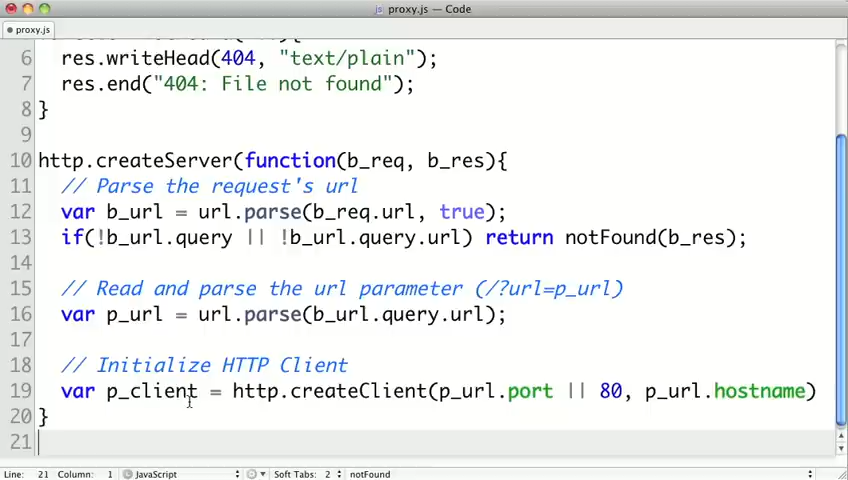 proxy.js — Code
proxy.js
6 res.writeHead(404, "text/plain");
7 res.end("404: File not found");
8 }
9
10 http.createServer(function(b_req, b_res){
11 // Parse the request's url
12 var b_url = url.parse(b_req.url, true);
13 if(!b_url.query || !b_url.query.url) return notFound(b_res);
14
15 // Read and parse the url parameter (/?url=p_url)
16 var p_url = url.parse(b_url.query.url);
17
18 // Initialize HTTP Client
19 var p_client = http.createClient(p_url.port || 80, p_url.hostname)
20 }
21
Line: 21 Column: 1 JavaScript Soft Tabs: 2 notFound